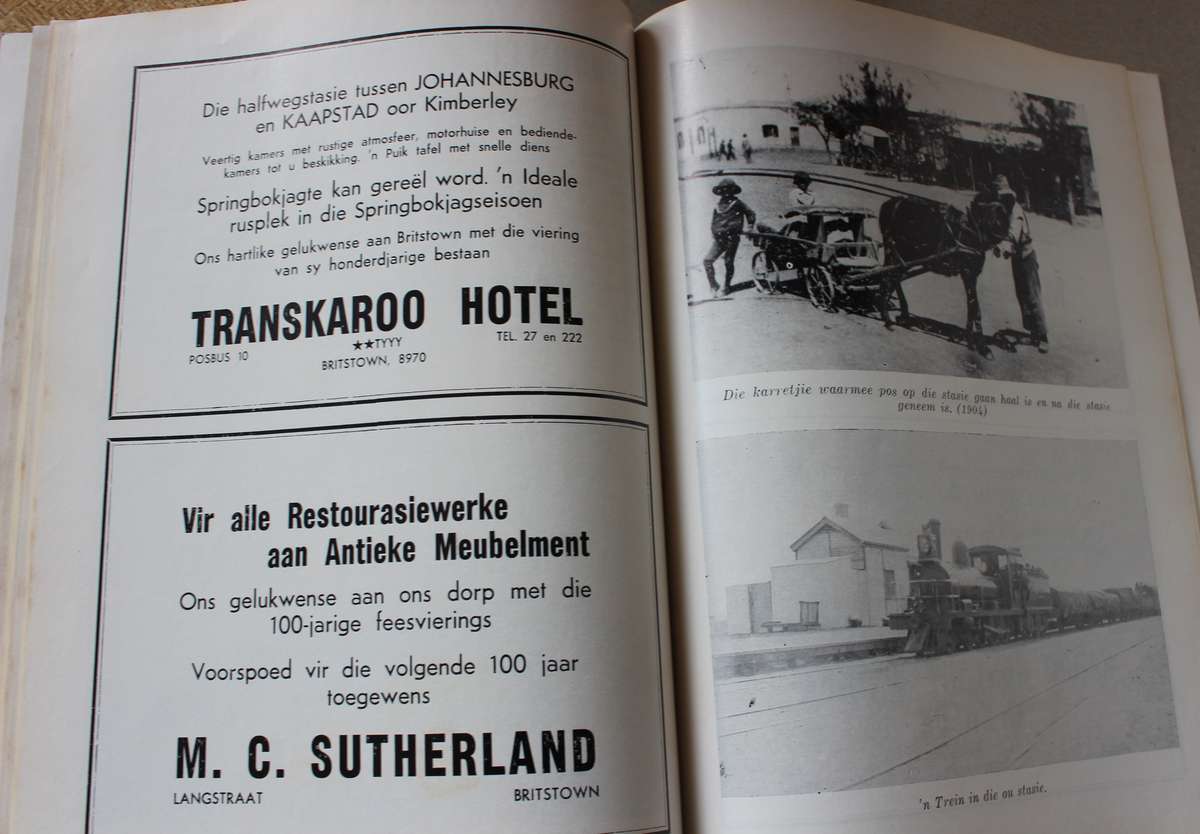 Die halfwegstasie tussen JOHANNESBURG
en KAAPSTAD oor Kimberley
Veertig kamers met rustige atmosfeer, motorhuise en bediende-
kamers tot u beskikking. 'n Puik tafel met snelle diens
Springbokjagte kan gereël word. 'n Ideale
rusplek in die Springbokjagseisoen
Ons hartlike gelukwense aan Britstown met die viering
van sy honderdjarige bestaan
TRANSKAROO HOTEL
POSBUS 10 ★★TYYY TEL. 27 en 222
BRITSTOWN, 8970
Vir alle Restourasiewerke
aan Antieke Meubelment
Ons gelukwense aan ons dorp met die
100-jarige feesvierings
Voorspoed vir die volgende 100 jaar
toegewens
M. C. SUTHERLAND
LANGSTRAAT BRITSTOWN
Die karretjie waarmee pos op die stasie gaan haal is en na die stasie
geneem is. (1904)
'n Trein in die ou stasie.